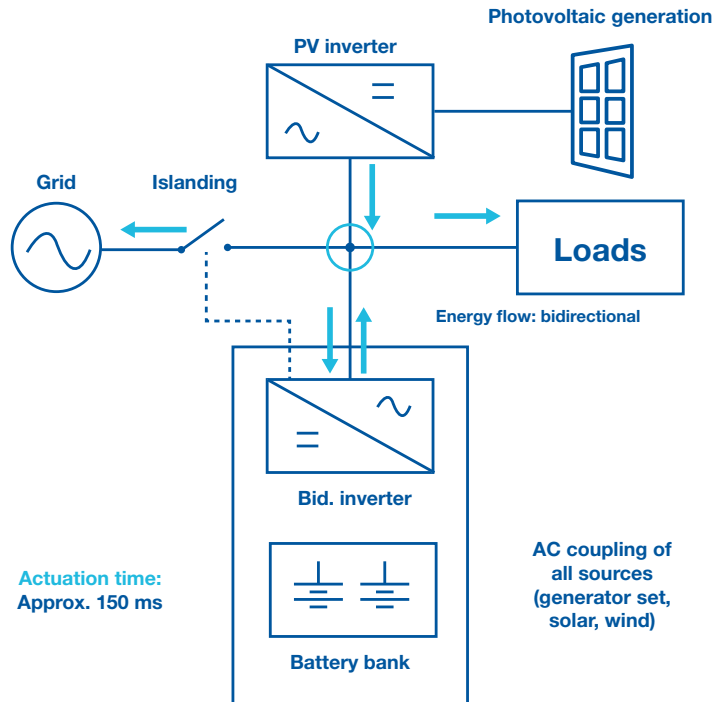 Photovoltaic generation
PV inverter
Grid
Islanding
Loads
Energy flow: bidirectional
Bid. inverter
Actuation time:
Approx. 150 ms
AC coupling of
all sources
(generator set,
solar, wind)
Battery bank